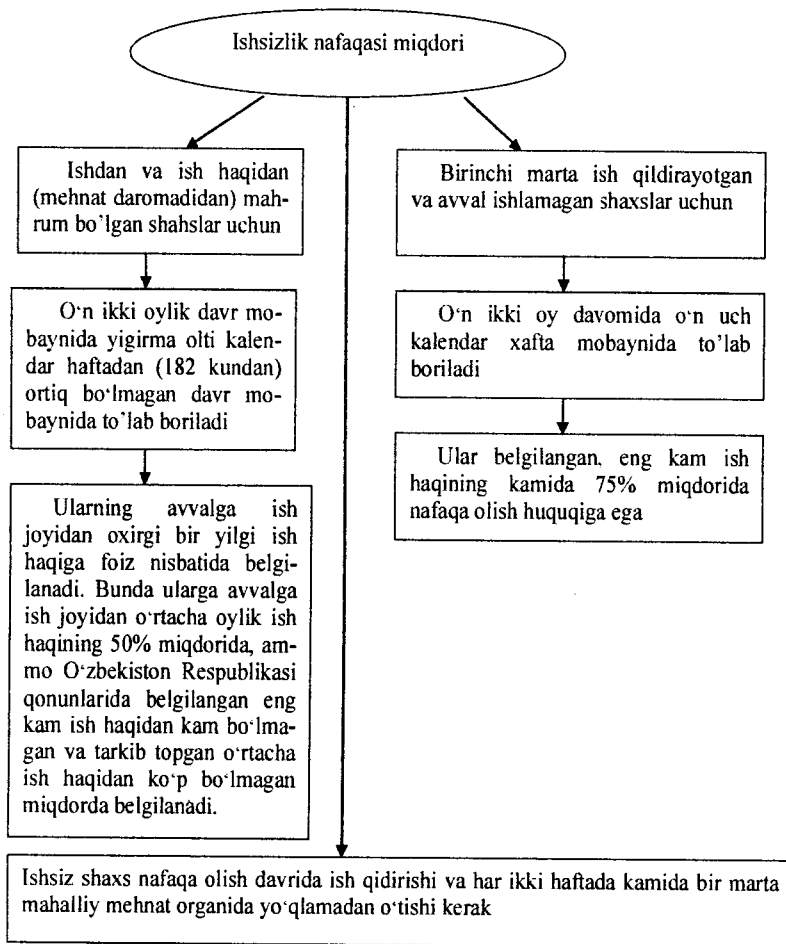 Ishsizlik nafaqasi miqdori
Ishdan va ish haqidan
(mehnat daromadidan) mah-
rum bo’lgan shahslar uchun
O‘n ikki oylik davr mo-
baynida yigirma olti kalen-
dar haftadan (182 kundan)
ortiq bo‘lmagan davr mo-
baynida to’lab boriladi
Ularning avvalga ish
joyidan oxirgi bir yilgi ish
haqiga foiz nisbatida belgi-
lanadi. Bunda ularga avvalga
ish joyidan o‘rtacha oylik ish
haqining 50% miqdorida, am-
mo O‘zbekiston Respublikasi
qonunlarida belgilangan eng
kam ish haqidan kam bo‘lma-
gan va tarkib topgan o‘rtacha
ish haqidan ko‘p bo‘lmagan
miqdorda belgilanadi.
Birinchi marta ish qildirayotgan
va avval ishlamagan shaxslar uchun
O‘n ikki oy davomida o‘n uch
kalendar xafta mobaynida to’lab
boriladi
Ular belgilangan, eng kam ish
haqining kamida 75% miqdorida
nafaqa olish huquqiga ega
Ishsiz shaxs nafaqa olish davrida ish qidirishi va har ikki haftada kamida bir marta
mahalliy mehnat organida yo‘qlamadan o‘tishi kerak